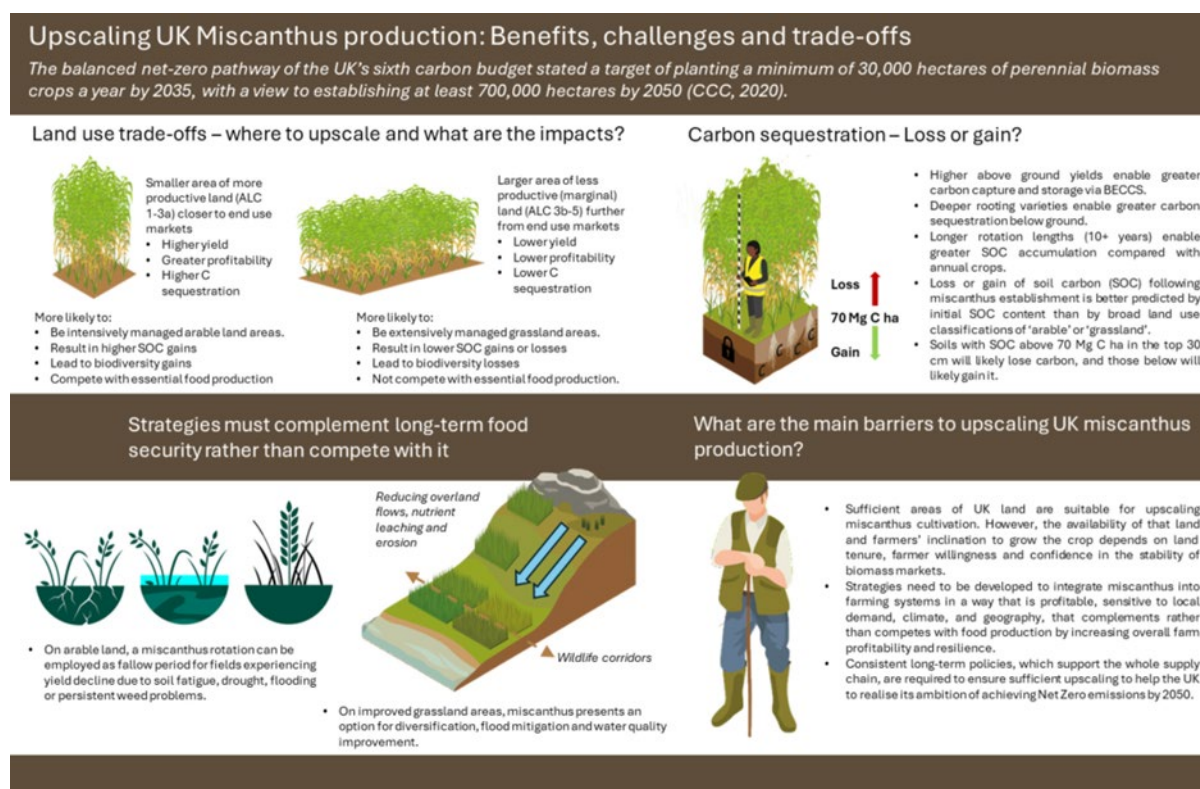 Upscaling UK Miscanthus production: Benefits, challenges and trade-offs
The balanced net-zero pathway of the UK's sixth carbon budget stated a target of planting a minimum of 30,000 hectares of perennial biomass
crops a year by 2035, with a view to establishing at least 700,000 hectares by 2050 (CCC, 2020).
Land use trade-offs – where to upscale and what are the impacts?
Smaller area of more
productive land (ALC
1-3a) closer to end use
markets
• Higher yield
• Greater profitability
• Higher C
sequestration
Larger area of less
productive (marginal)
land (ALC 3b-5) further
from end use markets
• Lower yield
• Lower profitability
• Lower C
sequestration
More likely to:
• Be intensively managed arable land areas.
• Result in higher SOC gains
• Lead to biodiversity gains
• Compete with essential food production
More likely to:
• Be extensively managed grassland areas.
• Result in lower SOC gains or losses
• Lead to biodiversity losses
• Not compete with essential food production.
Carbon sequestration – Loss or gain?
Loss
70 Mg C ha
Gain
C
C
C
C
• Higher above ground yields enable greater
carbon capture and storage via BECCS.
• Deeper rooting varieties enable greater carbon
sequestration below ground.
• Longer rotation lengths (10+ years) enable
greater SOC accumulation compared with
annual crops.
• Loss or gain of soil carbon (SOC) following
miscanthus establishment is better predicted by
initial SOC content than by broad land use
classifications of 'arable' or 'grassland'.
• Soils with SOC above 70 Mg C ha in the top 30
cm will likely lose carbon, and those below will
likely gain it.
Strategies must complement long-term food
security rather than compete with it
Reducing overland
flows, nutrient
leaching and
erosion
Wildlife corridors
• On arable land, a miscanthus rotation can be
employed as fallow period for fields experiencing
yield decline due to soil fatigue, drought, flooding
or persistent weed problems.
• On improved grassland areas, miscanthus presents an
option for diversification, flood mitigation and water quality
improvement.
What are the main barriers to upscaling UK miscanthus
production?
• Sufficient areas of UK land are suitable for upscaling
miscanthus cultivation. However, the availability of that land
and farmers' inclination to grow the crop depends on land
tenure, farmer willingness and confidence in the stability of
biomass markets.
• Strategies need to be developed to integrate miscanthus into
farming systems in a way that is profitable, sensitive to local
demand, climate, and geography, that complements rather
than competes with food production by increasing overall farm
profitability and resilience.
• Consistent long-term policies, which support the whole supply
chain, are required to ensure sufficient upscaling to help the UK
to realise its ambition of achieving Net Zero emissions by 2050.